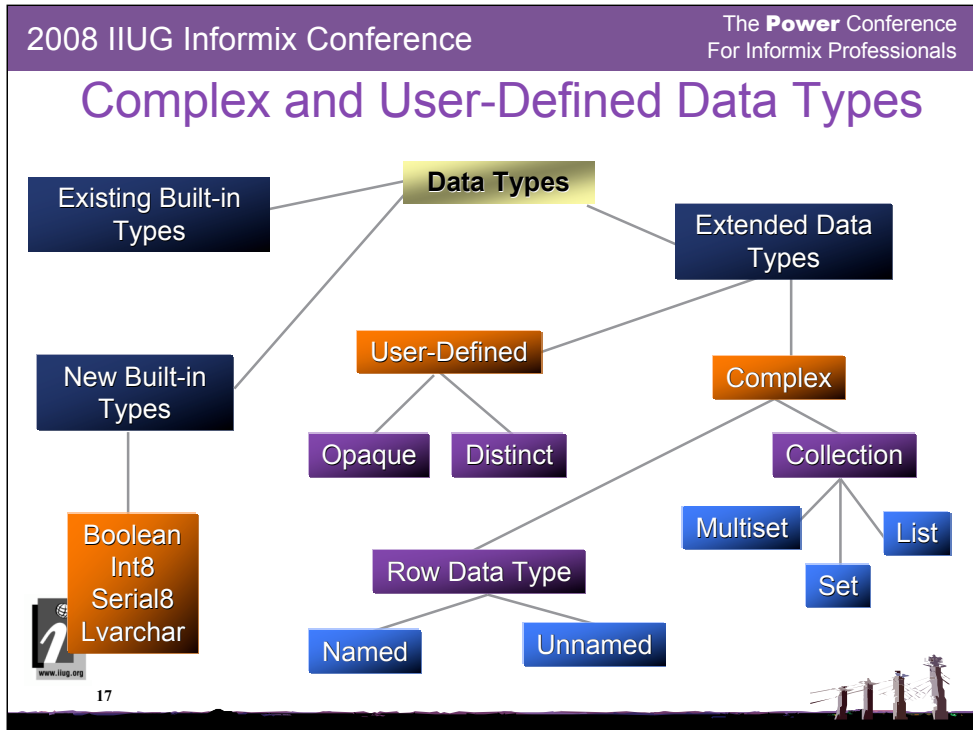 2008 IIUG Informix Conference
The Power Conference
For Informix Professionals
Complex and User-Defined Data Types
Data Types
Existing Built-in
Types
Extended Data
Types
User-Defined
New Built-in
Types
Complex
Opaque
Distinct
Collection
Multiset
List
Boolean
Int8
Serial8
Lvarchar
Row Data Type
Set
Named
Unnamed
www.iiug.org
17